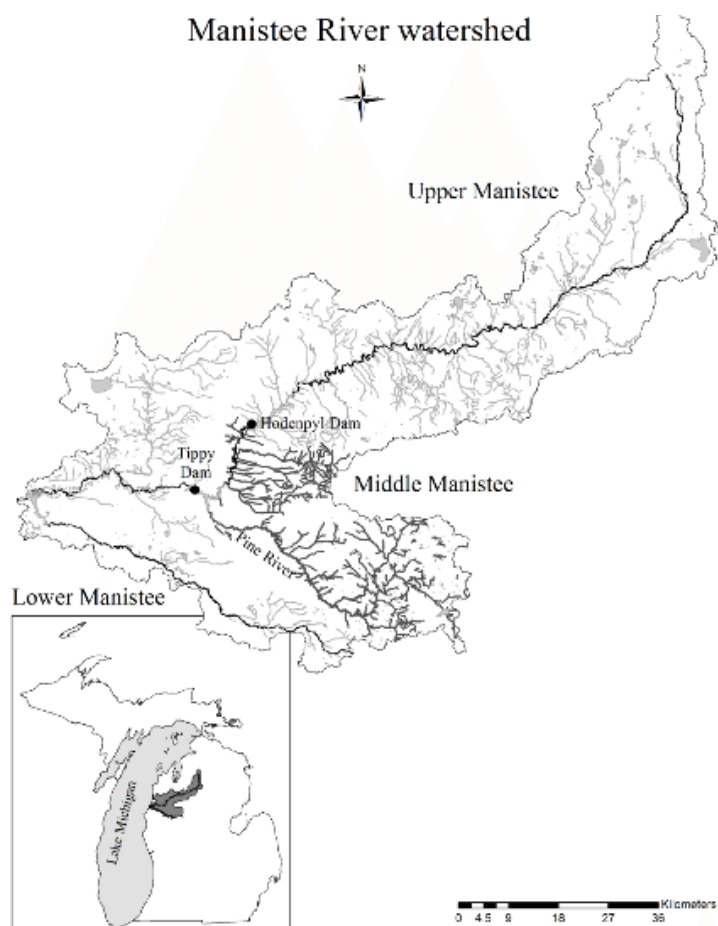 Manistee River watershed
N
Upper Manistee
Hodenpyl Dam
Tippy
Dam
Middle Manistee
Pine River
Lower Manistee
Lake Michigan
Kilometers
0 4.5 9 18 27 36